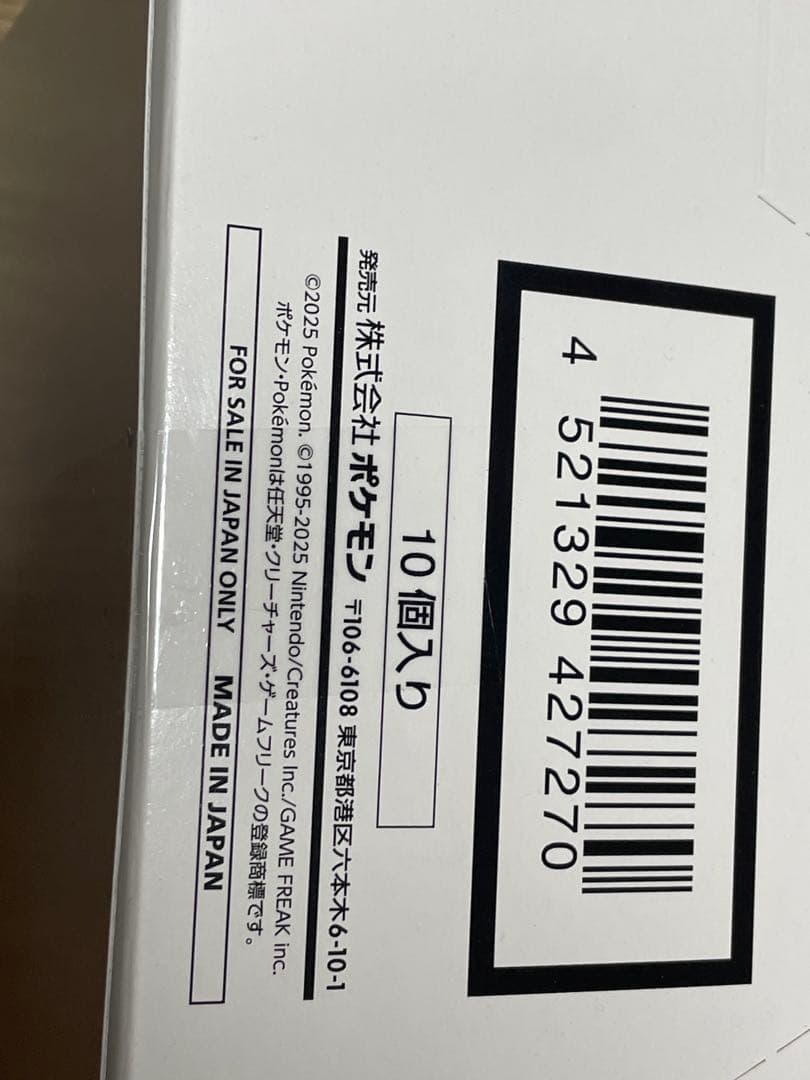 4 521329 427270
10個入り
発売元 株式会社 ポケモン 〒106-6108 東京都港区六本木6-10-1
©2025 Pokémon. ©1995-2025 Nintendo/Creatures Inc./GAME FREAK inc.
ポケモン・Pokémonは任天堂・クリーチャーズ・ゲームフリークの登録商標です。
FOR SALE IN JAPAN ONLY MADE IN JAPAN